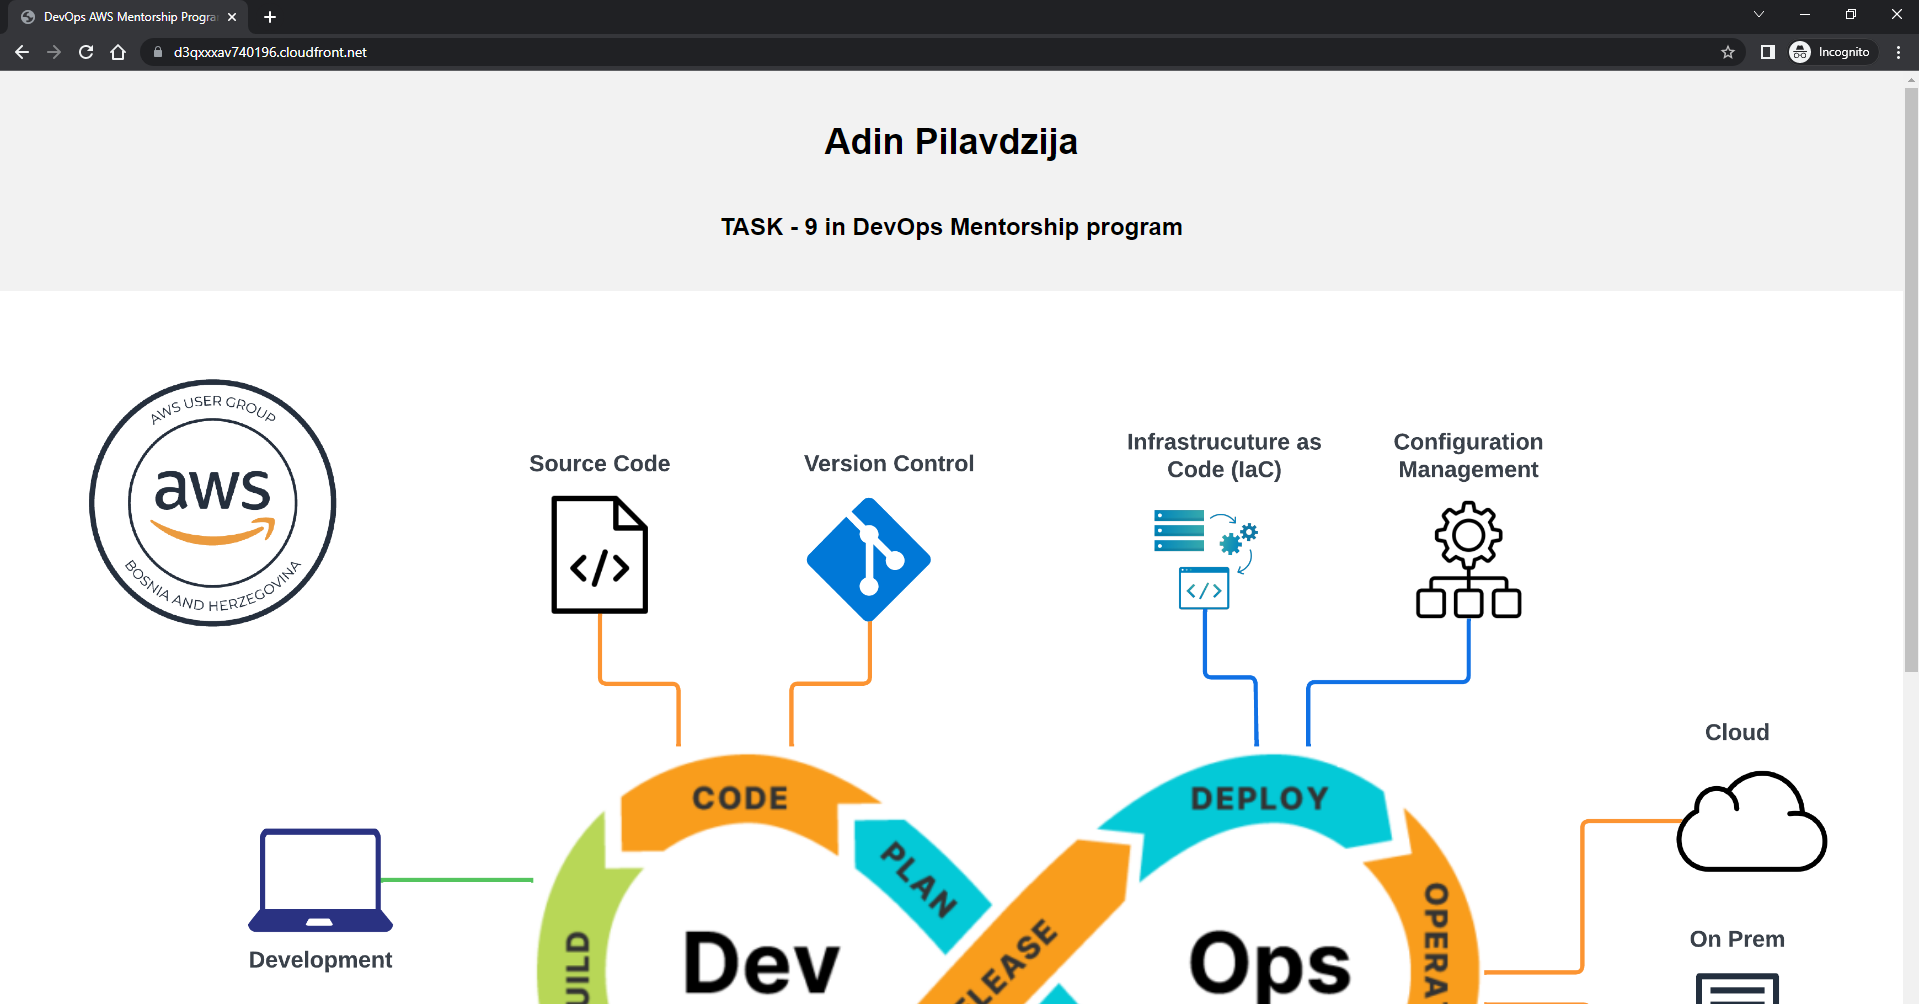 DevOps AWS Mentorship Progra
d3qxxxav740196.cloudfront.net
Incognito
Adin Pilavdzija
TASK - 9 in DevOps Mentorship program
AWS USER GROUP
aws
BOSNIA AND HERZEGOVINA
Source Code
Version Control
Infrastrucuture as
Code (IaC)
Configuration
Management
</>
</>
Cloud
CODE
DEPLOY
PLAN
OPERA
Development
UILD
Dev
LEASE
Ops
On Prem